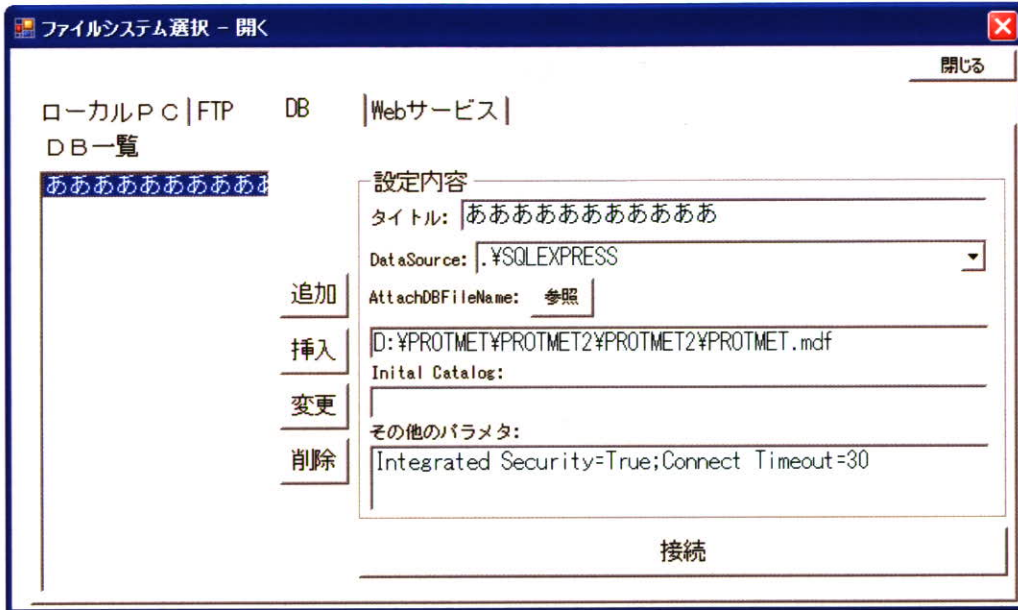 ファイルシステム選択 - 開く
閉じる
ローカルPC FTP DB Webサービス
DB一覧
ああああああああああ
設定内容
タイトル: あああああああああああ
DataSource: .¥SQLEXPRESS
追加
AttachDBFileName: 参照
挿入
D:¥PROTMET¥PROTMET2¥PROTMET2¥PROTMET.mdf
Inital Catalog:
変更
その他のパラメタ:
削除
Integrated Security=True;Connect Timeout=30
接続